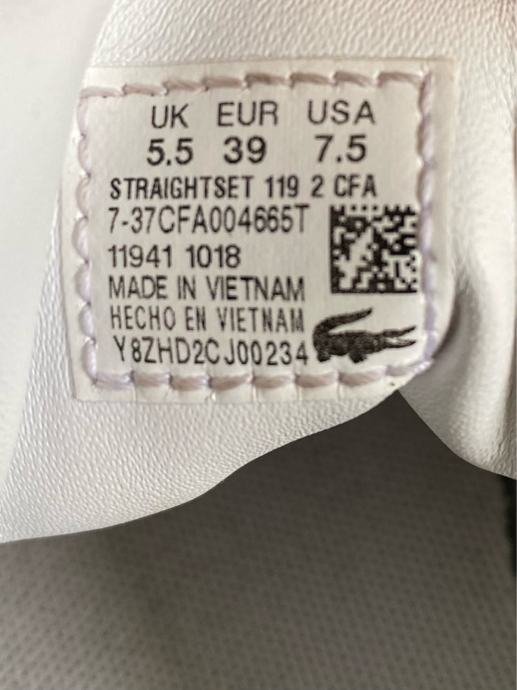 UK EUR USA
5.5 39 7.5
STRAIGHTSET 119 2 CFA
7-37CFA004665T
11941 1018
MADE IN VIETNAM
HECHO EN VIETNAM
Y8ZHD2CJ00234